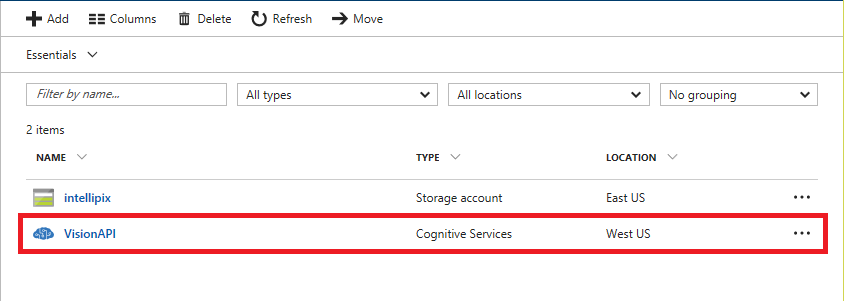 Add Columns Delete Refresh Move
Essentials
Filter by name... All types All locations No grouping
2 items
NAME TYPE LOCATION
intellipix Storage account East US
VisionAPI Cognitive Services West US